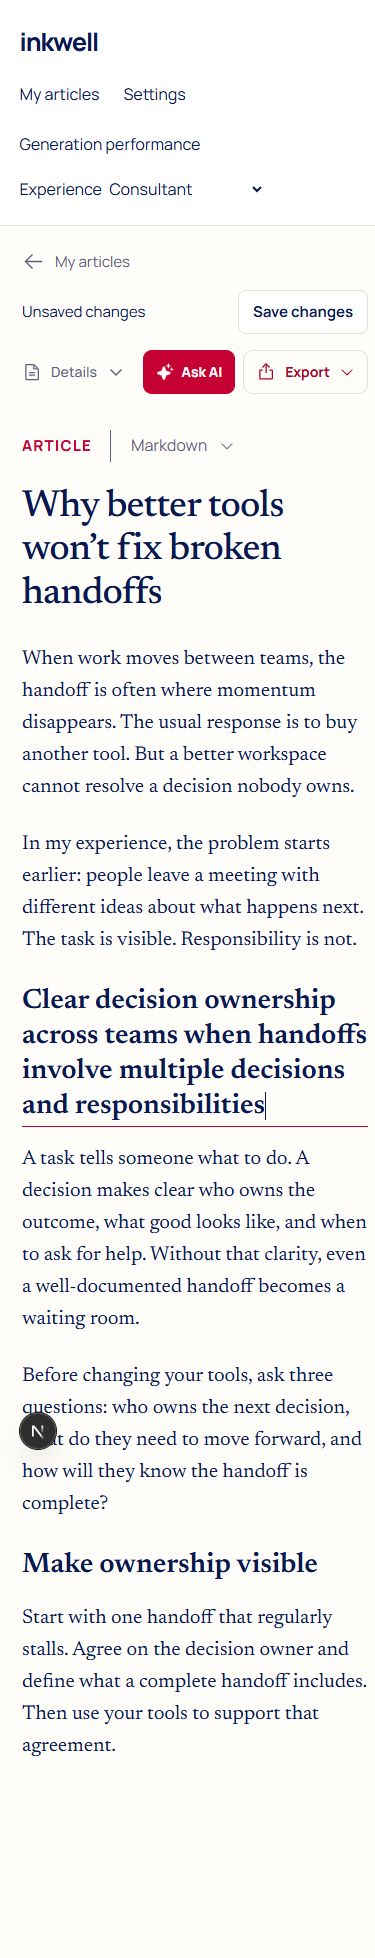 inkwell
My articles Settings
Generation performance
Experience Consultant
My articles
Unsaved changes Save changes
Details Ask AI Export
ARTICLE Markdown
Why better tools
won’t fix broken
handoffs
When work moves between teams, the
handoff is often where momentum
disappears. The usual response is to buy
another tool. But a better workspace
cannot resolve a decision nobody owns.
In my experience, the problem starts
earlier: people leave a meeting with
different ideas about what happens next.
The task is visible. Responsibility is not.
Clear decision ownership
across teams when handoffs
involve multiple decisions
and responsibilities
A task tells someone what to do. A
decision makes clear who owns the
outcome, what good looks like, and when
to ask for help. Without that clarity, even
a well-documented handoff becomes a
waiting room.
Before changing your tools, ask three
questions: who owns the next decision,
N do they need to move forward, and
how will they know the handoff is
complete?
Make ownership visible
Start with one handoff that regularly
stalls. Agree on the decision owner and
define what a complete handoff includes.
Then use your tools to support that
agreement.